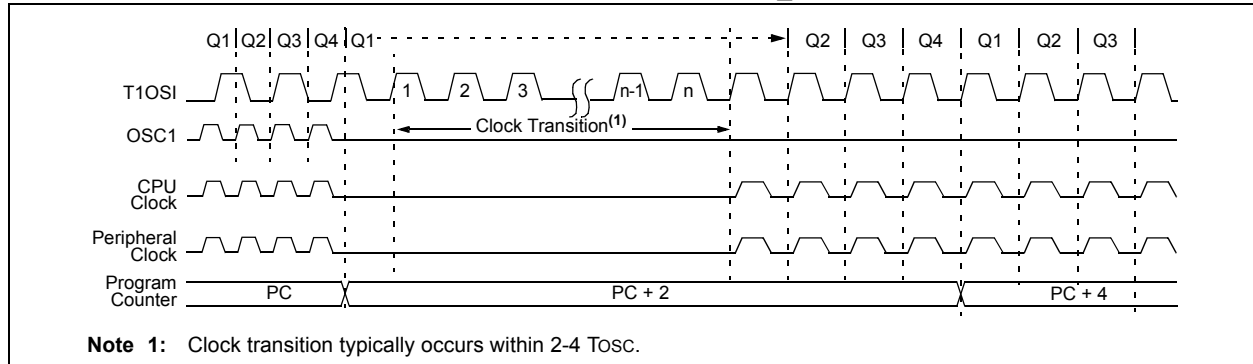 Q1 Q2 Q3 Q4 Q1 Q2 Q3 Q4 Q1 Q2 Q3
T1OSI 1 2 3 n-1 n
OSC1 Clock Transition(1)
CPU
Clock
Peripheral
Clock
Program
Counter PC PC + 2 PC + 4
Note 1: Clock transition typically occurs within 2-4 TOSC.